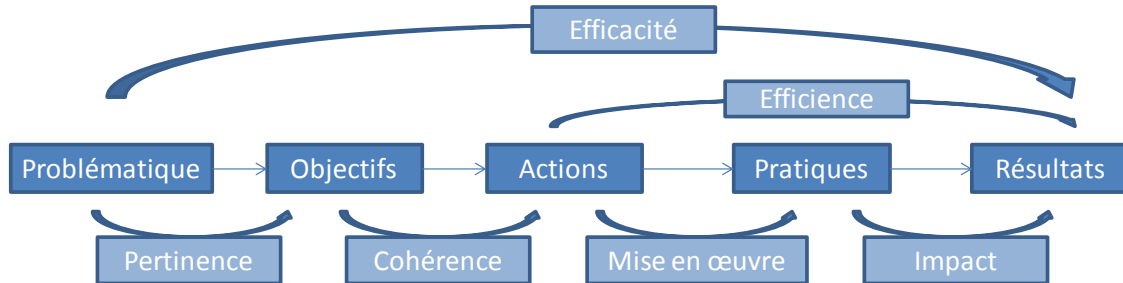 Efficacité
Efficience
Problématique
Objectifs
Actions
Pratiques
Résultats
Pertinence
Cohérence
Mise en œuvre
Impact